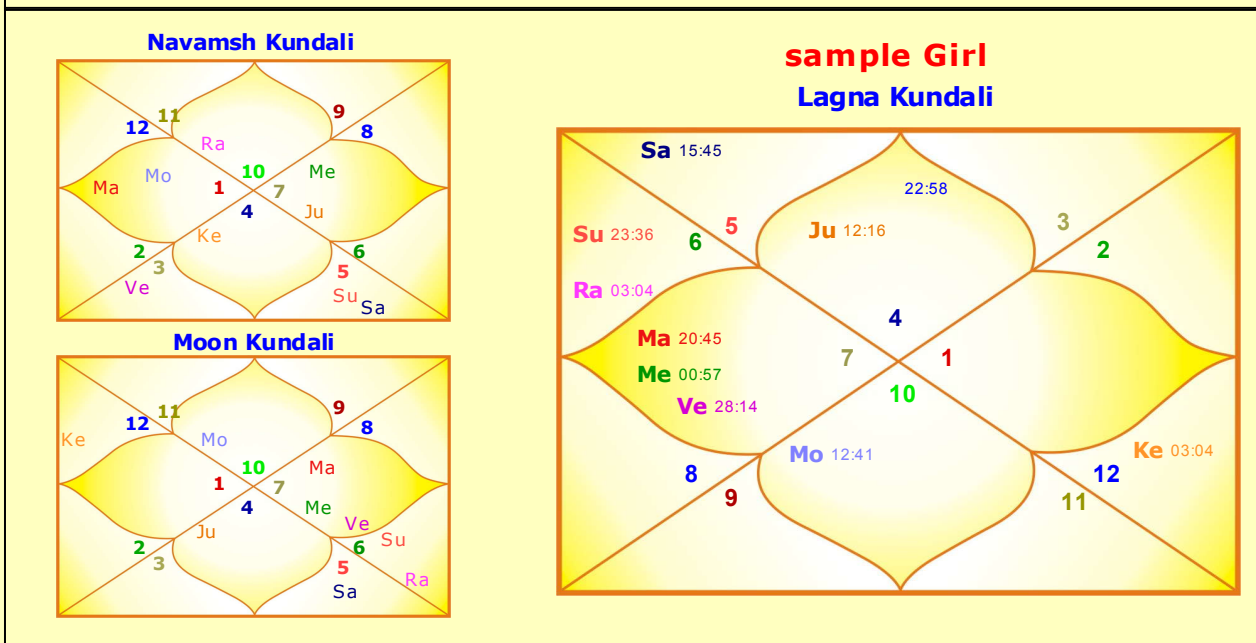 Navamsh Kundali
11
9
12
8
Ra
10
Me
Mo
Ma
1
7
4
Ju
Ke
2
6
3
5
Ve
Su
Sa
Moon Kundali
11
9
12
8
Ke
Mo
10
Ma
1
7
4
Me
Ve
Ju
Su
2
6
3
5
Ra
Sa
sample Girl
Lagna Kundali
Sa 15:45
22:58
5
3
Su 23:36
6
Ju 12:16
2
Ra 03:04
4
Ma 20:45
7
1
Me 00:57
10
Ve 28:14
Mo 12:41
Ke 03:04
8
12
9
11